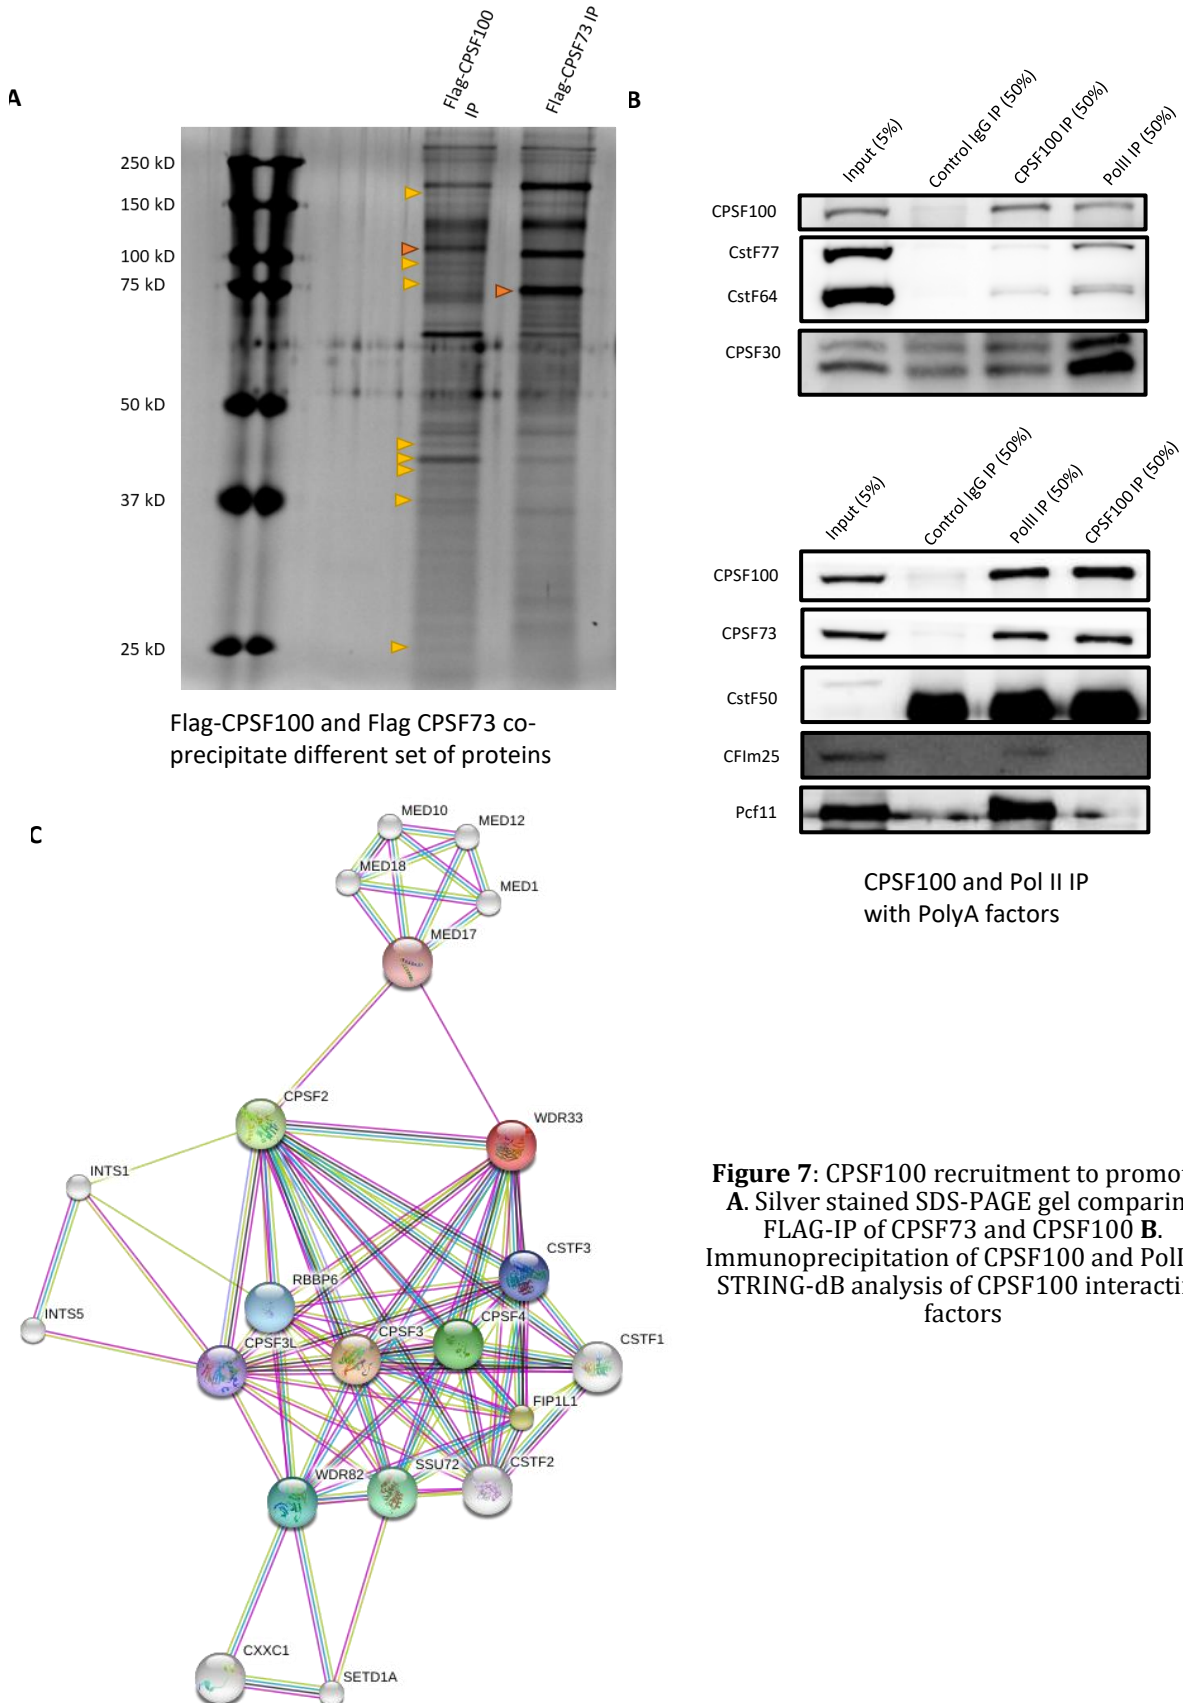 A
Flag-CPSF100
IP
Flag-CPSF73 IP
250 kD
150 kD
100 kD
75 kD
50 kD
37 kD
25 kD
Flag-CPSF100 and Flag CPSF73 co-
precipitate different set of proteins
B
Input (5%)
Control IgG IP (50%)
CPSF100 IP (50%)
PolII IP (50%)
CPSF100
CstF77
CstF64
CPSF30
Input (5%)
Control IgG IP (50%)
PolII IP (50%)
CPSF100 IP (50%)
CPSF100
CPSF73
CstF50
CFIm25
Pcf11
CPSF100 and Pol II IP
with PolyA factors
C
MED10
MED12
MED18
MED1
MED17
CPSF2
WDR33
INTS1
CSTF3
RBBP6
CPSF4
INTS5
CPSF3L
CPSF3
CSTF1
FIP1L1
WDR82
SSU72
CSTF2
CXXC1
SETD1A
Figure 7: CPSF100 recruitment to promo
A. Silver stained SDS-PAGE gel comparin
FLAG-IP of CPSF73 and CPSF100 B.
Immunoprecipitation of CPSF100 and PolI
STRING-dB analysis of CPSF100 interacti
factors